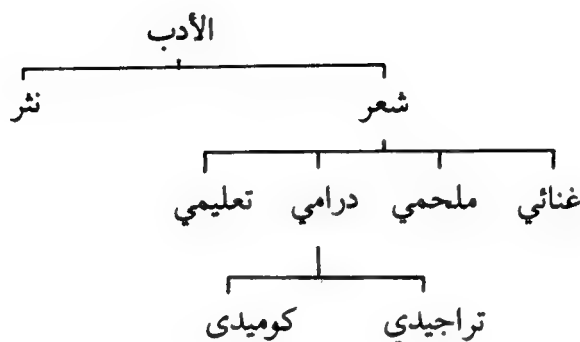 الأدب
شعر نثر
غنائي ملحمي درامي تعليمي
تراجيدي كوميدى